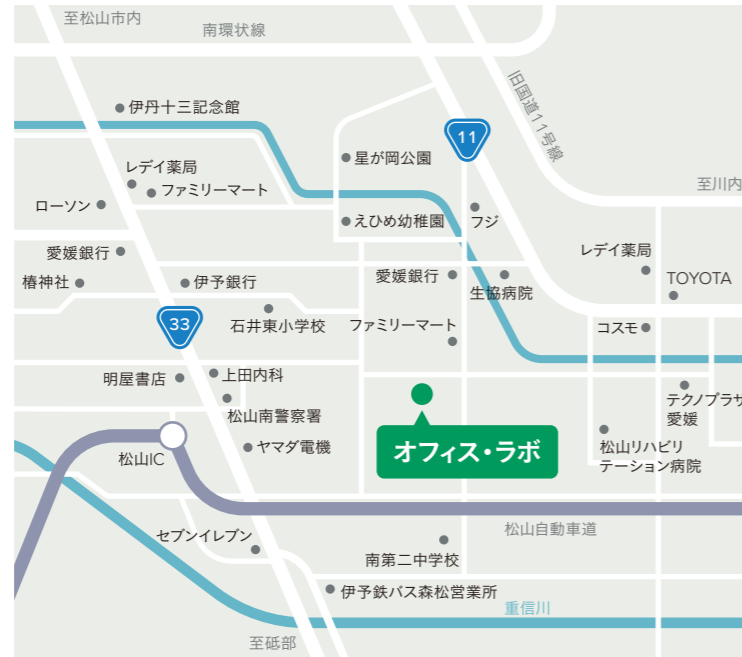 至松山市内
南環状線
伊丹十三記念館
旧国道11号線
11
星が岡公園
レデイ薬局
ファミリーマート
至川内
ローソン
えひめ幼稚園
フジ
愛媛銀行
レデイ薬局
椿神社
伊予銀行
愛媛銀行
生協病院
TOYOTA
石井東小学校
ファミリーマート
コスモ
33
明屋書店
上田内科
テクノプラザ
愛媛
松山南警察署
ヤマダ電機
オフィス・ラボ
松山リハビリ
テーション病院
松山IC
松山自動車道
セブンイレブン
南第二中学校
伊予鉄バス森松営業所
重信川
至砥部